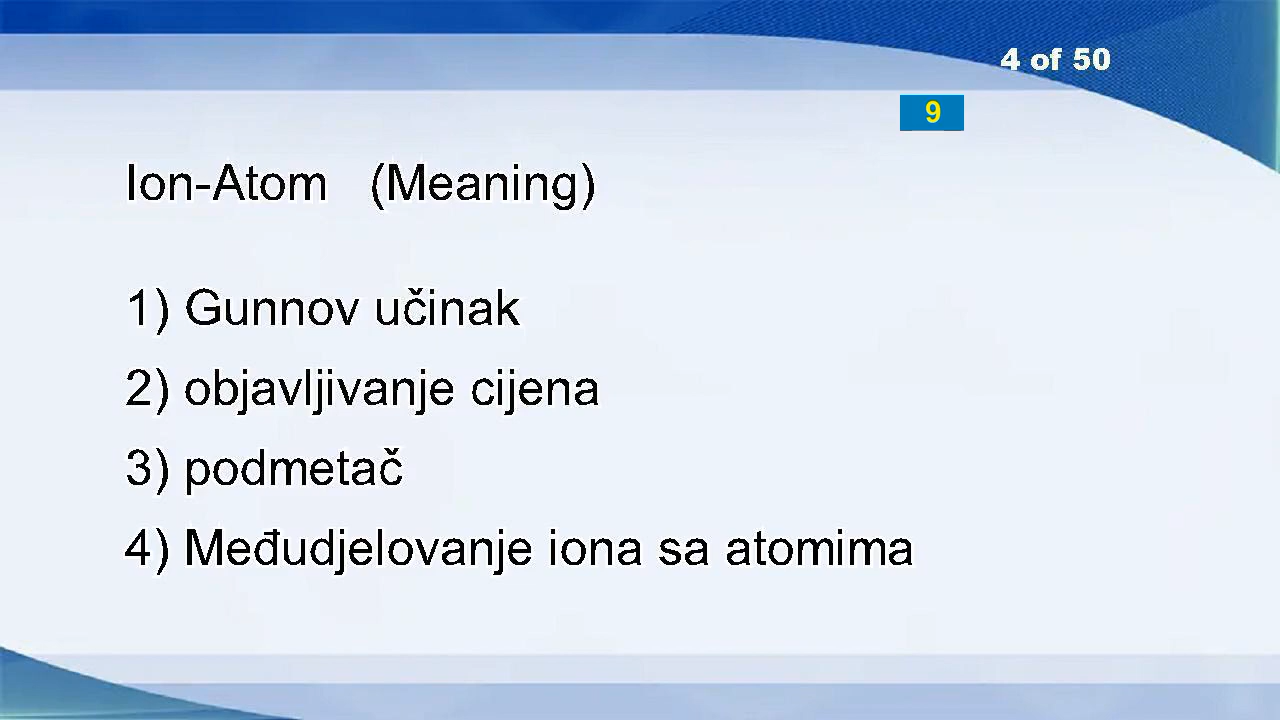 4 of 50
9
Ion-Atom (Meaning)
1) Gunnov učinak
2) objavljivanje cijena
3) podmetač
4) Međudjelovanje iona sa atomima